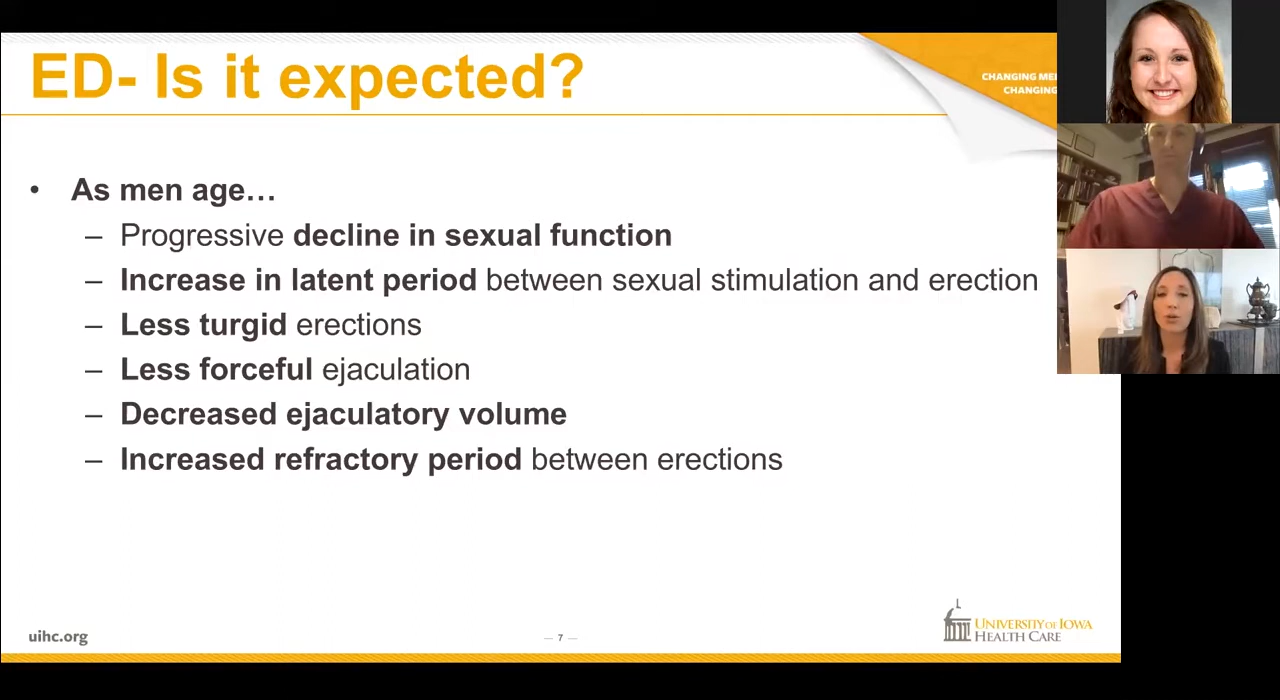 ED- Is it expected?
CHANGING
CHANGING
• As men age…
– Progressive decline in sexual function
– Increase in latent period between sexual stimulation and erection
– Less turgid erections
– Less forceful ejaculation
– Decreased ejaculatory volume
– Increased refractory period between erections
uihc.org
— 7 —
UNIVERSITY OF IOWA
HEALTH CARE